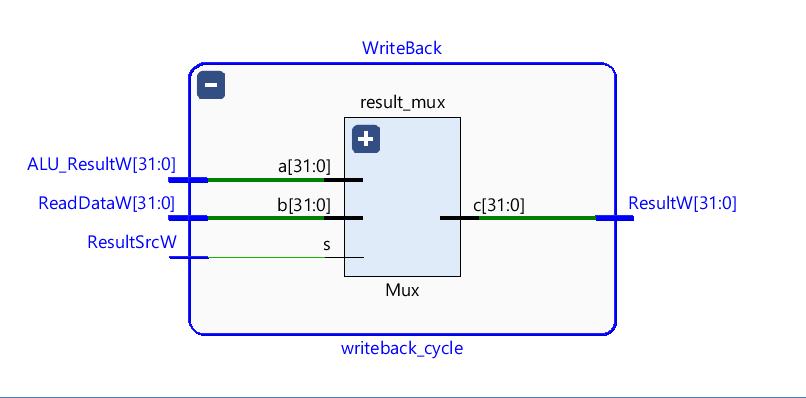 WriteBack
result_mux
ALU_ResultW[31:0]
a[31:0]
ReadDataW[31:0]
b[31:0]
c[31:0]
ResultW[31:0]
ResultSrcW
s
Mux
writeback_cycle